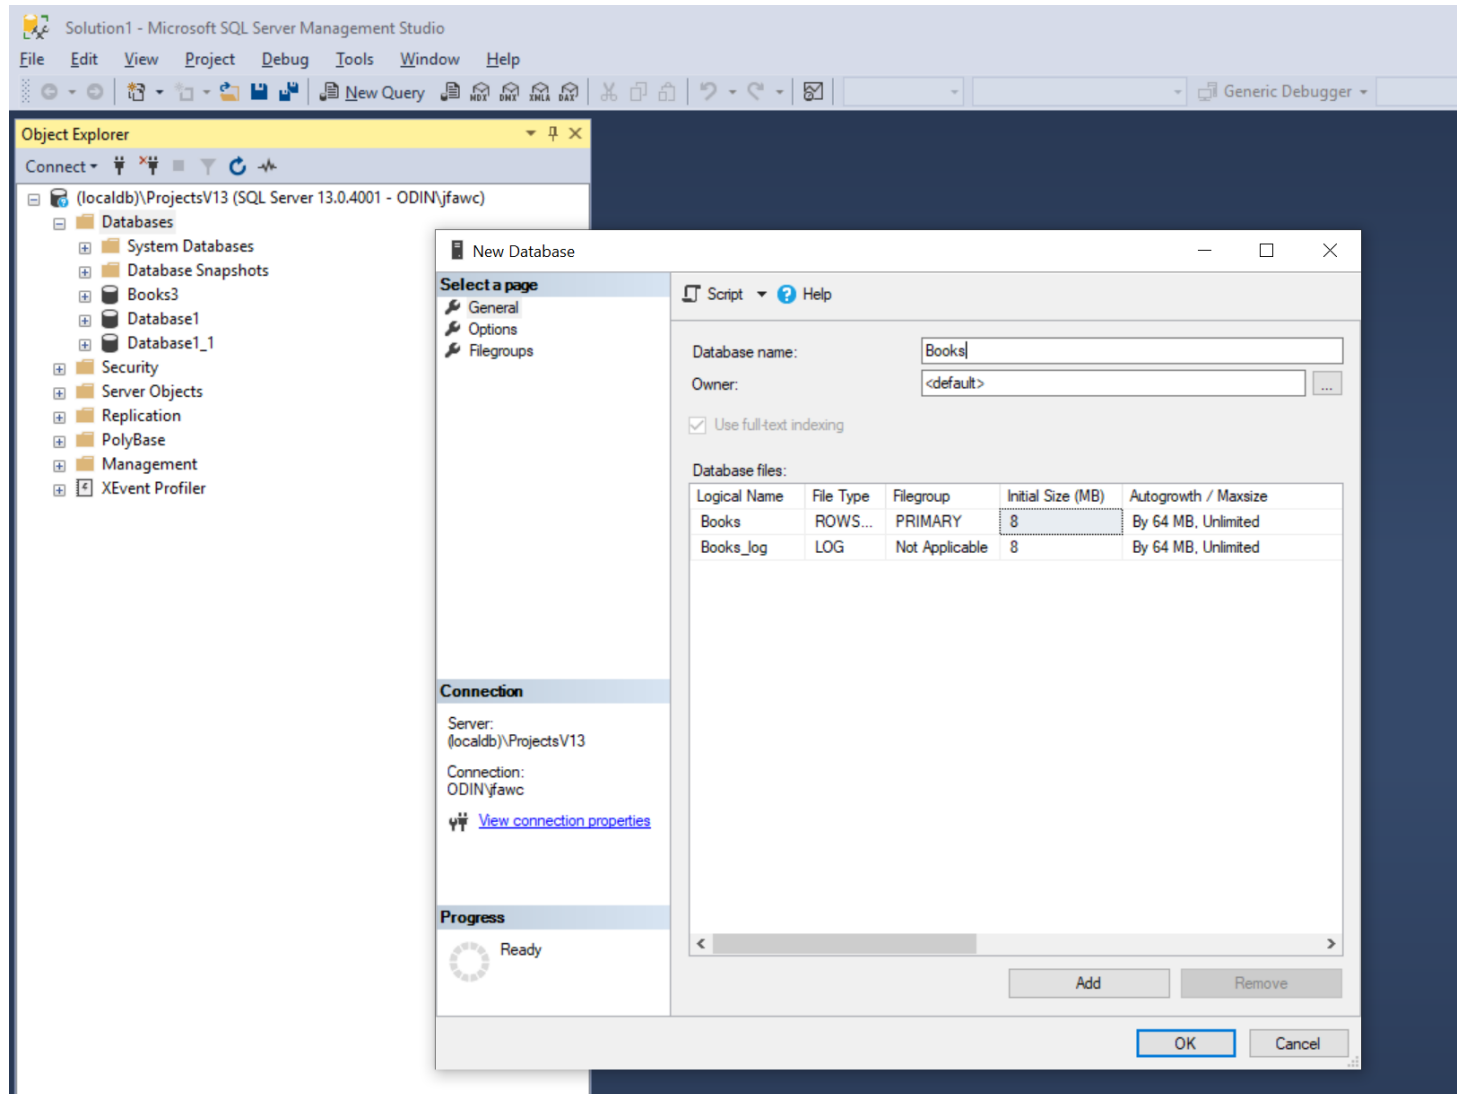 Solution1 - Microsoft SQL Server Management Studio
File Edit View Project Debug Tools Window Help
New Query MDX DMX XMLA DAX Generic Debugger
Object Explorer
Connect
(localdb)\ProjectsV13 (SQL Server 13.0.4001 - ODIN\jfawc)
Databases
System Databases
Database Snapshots
Books3
Database1
Database1_1
Security
Server Objects
Replication
PolyBase
Management
XEvent Profiler
New Database
Select a page
General
Options
Filegroups
Connection
Server:
(localdb)\ProjectsV13
Connection:
ODIN\jfawc
View connection properties
Progress
Ready
Script Help
Database name: Books
Owner: <default> ...
Use full-text indexing
Database files:
Logical Name File Type Filegroup Initial Size (MB) Autogrowth / Maxsize
Books ROWS... PRIMARY 8 By 64 MB, Unlimited
Books_log LOG Not Applicable 8 By 64 MB, Unlimited
Add Remove
OK Cancel